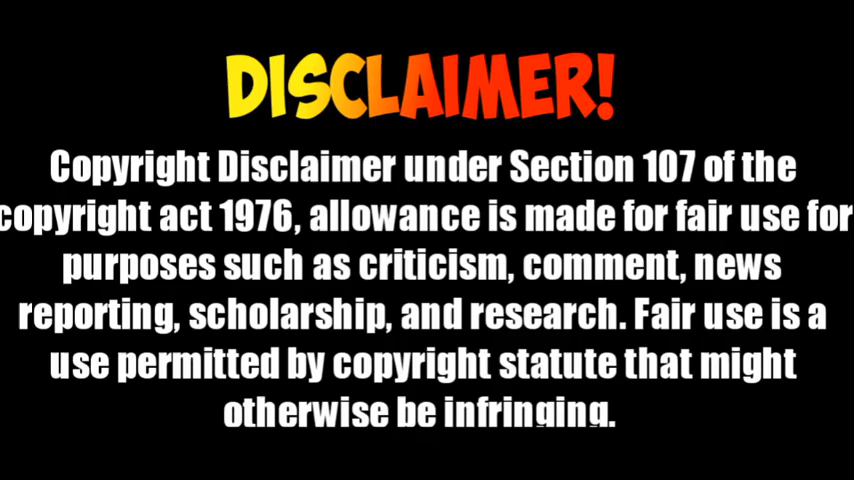 DISCLAIMER!
Copyright Disclaimer under Section 107 of the
copyright act 1976, allowance is made for fair use for
purposes such as criticism, comment, news
reporting, scholarship, and research. Fair use is a
use permitted by copyright statute that might
otherwise be infringing.